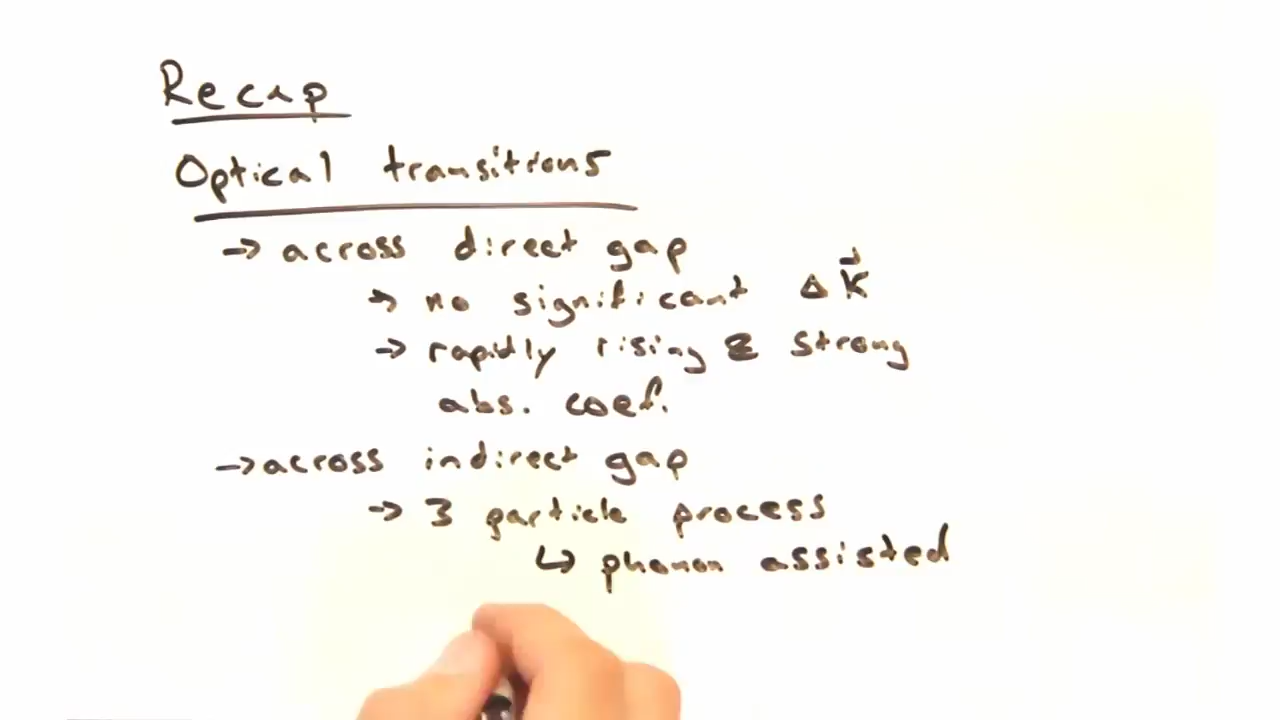 Recap
Optical transitions
→ across direct gap
→ no significant Δ k⃗
→ rapidly rising & strong
abs. coef.
→ across indirect gap
→ 3 particle process
↳ phonon assisted